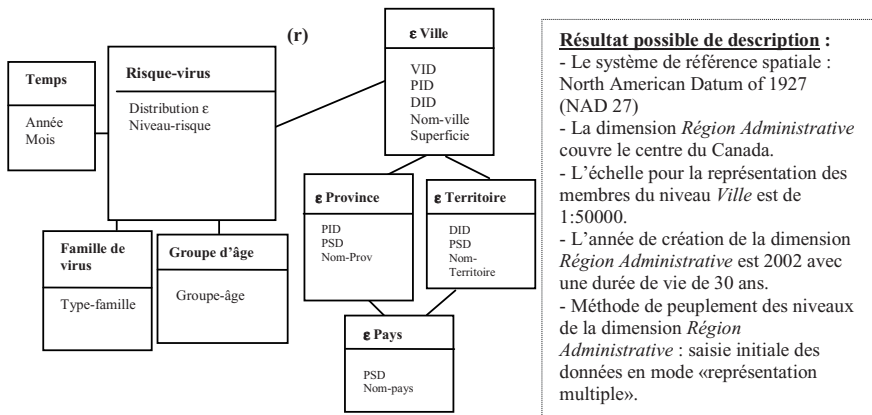 (r)
Temps
Année
Mois
Risque-virus
Distribution ε
Niveau-risque
Famille de
virus
Type-famille
Groupe d'âge
Groupe-âge
ε Ville
VID
PID
DID
Nom-ville
Superficie
ε Province
PID
PSD
Nom-Prov
ε Territoire
DID
PSD
Nom-
Territoire
ε Pays
PSD
Nom-pays
Résultat possible de description :
- Le système de référence spatiale :
North American Datum of 1927
(NAD 27)
- La dimension Région Administrative
couvre le centre du Canada.
- L'échelle pour la représentation des
membres du niveau Ville est de
1:50000.
- L'année de création de la dimension
Région Administrative est 2002 avec
une durée de vie de 30 ans.
- Méthode de peuplement des niveaux
de la dimension Région
Administrative : saisie initiale des
données en mode «représentation
multiple».